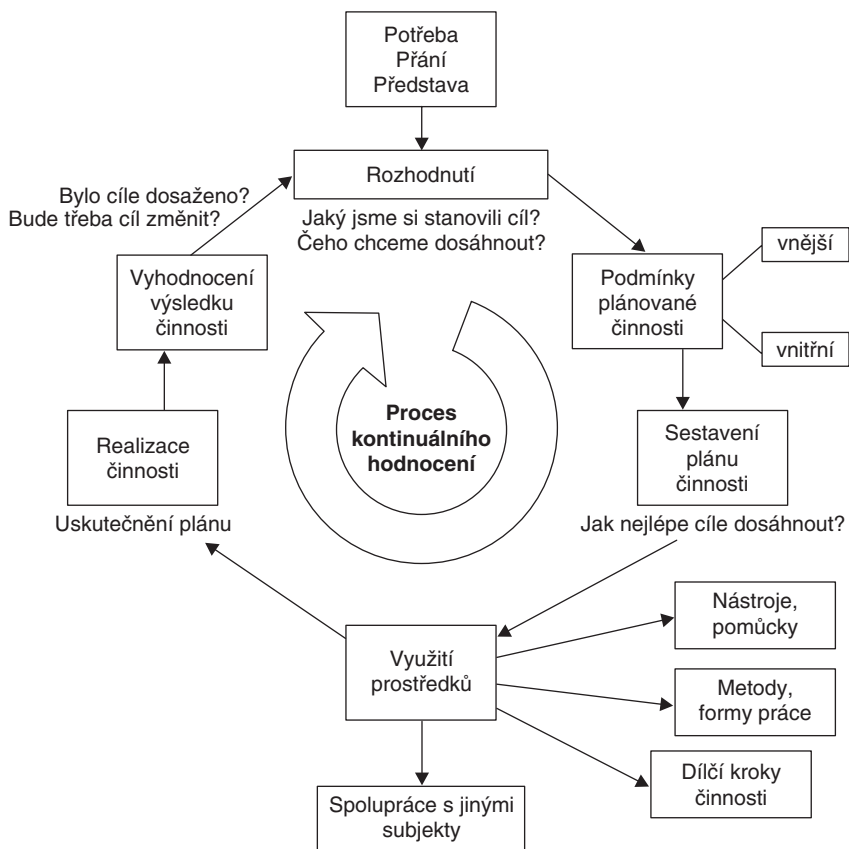 Potřeba
Přání
Představa
Rozhodnutí
Bylo cíle dosaženo?
Bude třeba cíl změnit?
Jaký jsme si stanovili cíl?
Čeho chceme dosáhnout?
vnější
Podmínky
plánované
činnosti
vnitřní
Vyhodnocení
výsledku
činnosti
Proces
kontinuálního
hodnocení
Realizace
činnosti
Uskutečnění plánu
Sestavení
plánu
činnosti
Jak nejlépe cíle dosáhnout?
Využití
prostředků
Nástroje,
pomůcky
Metody,
formy práce
Dílčí kroky
činnosti
Spolupráce s jinými
subjekty